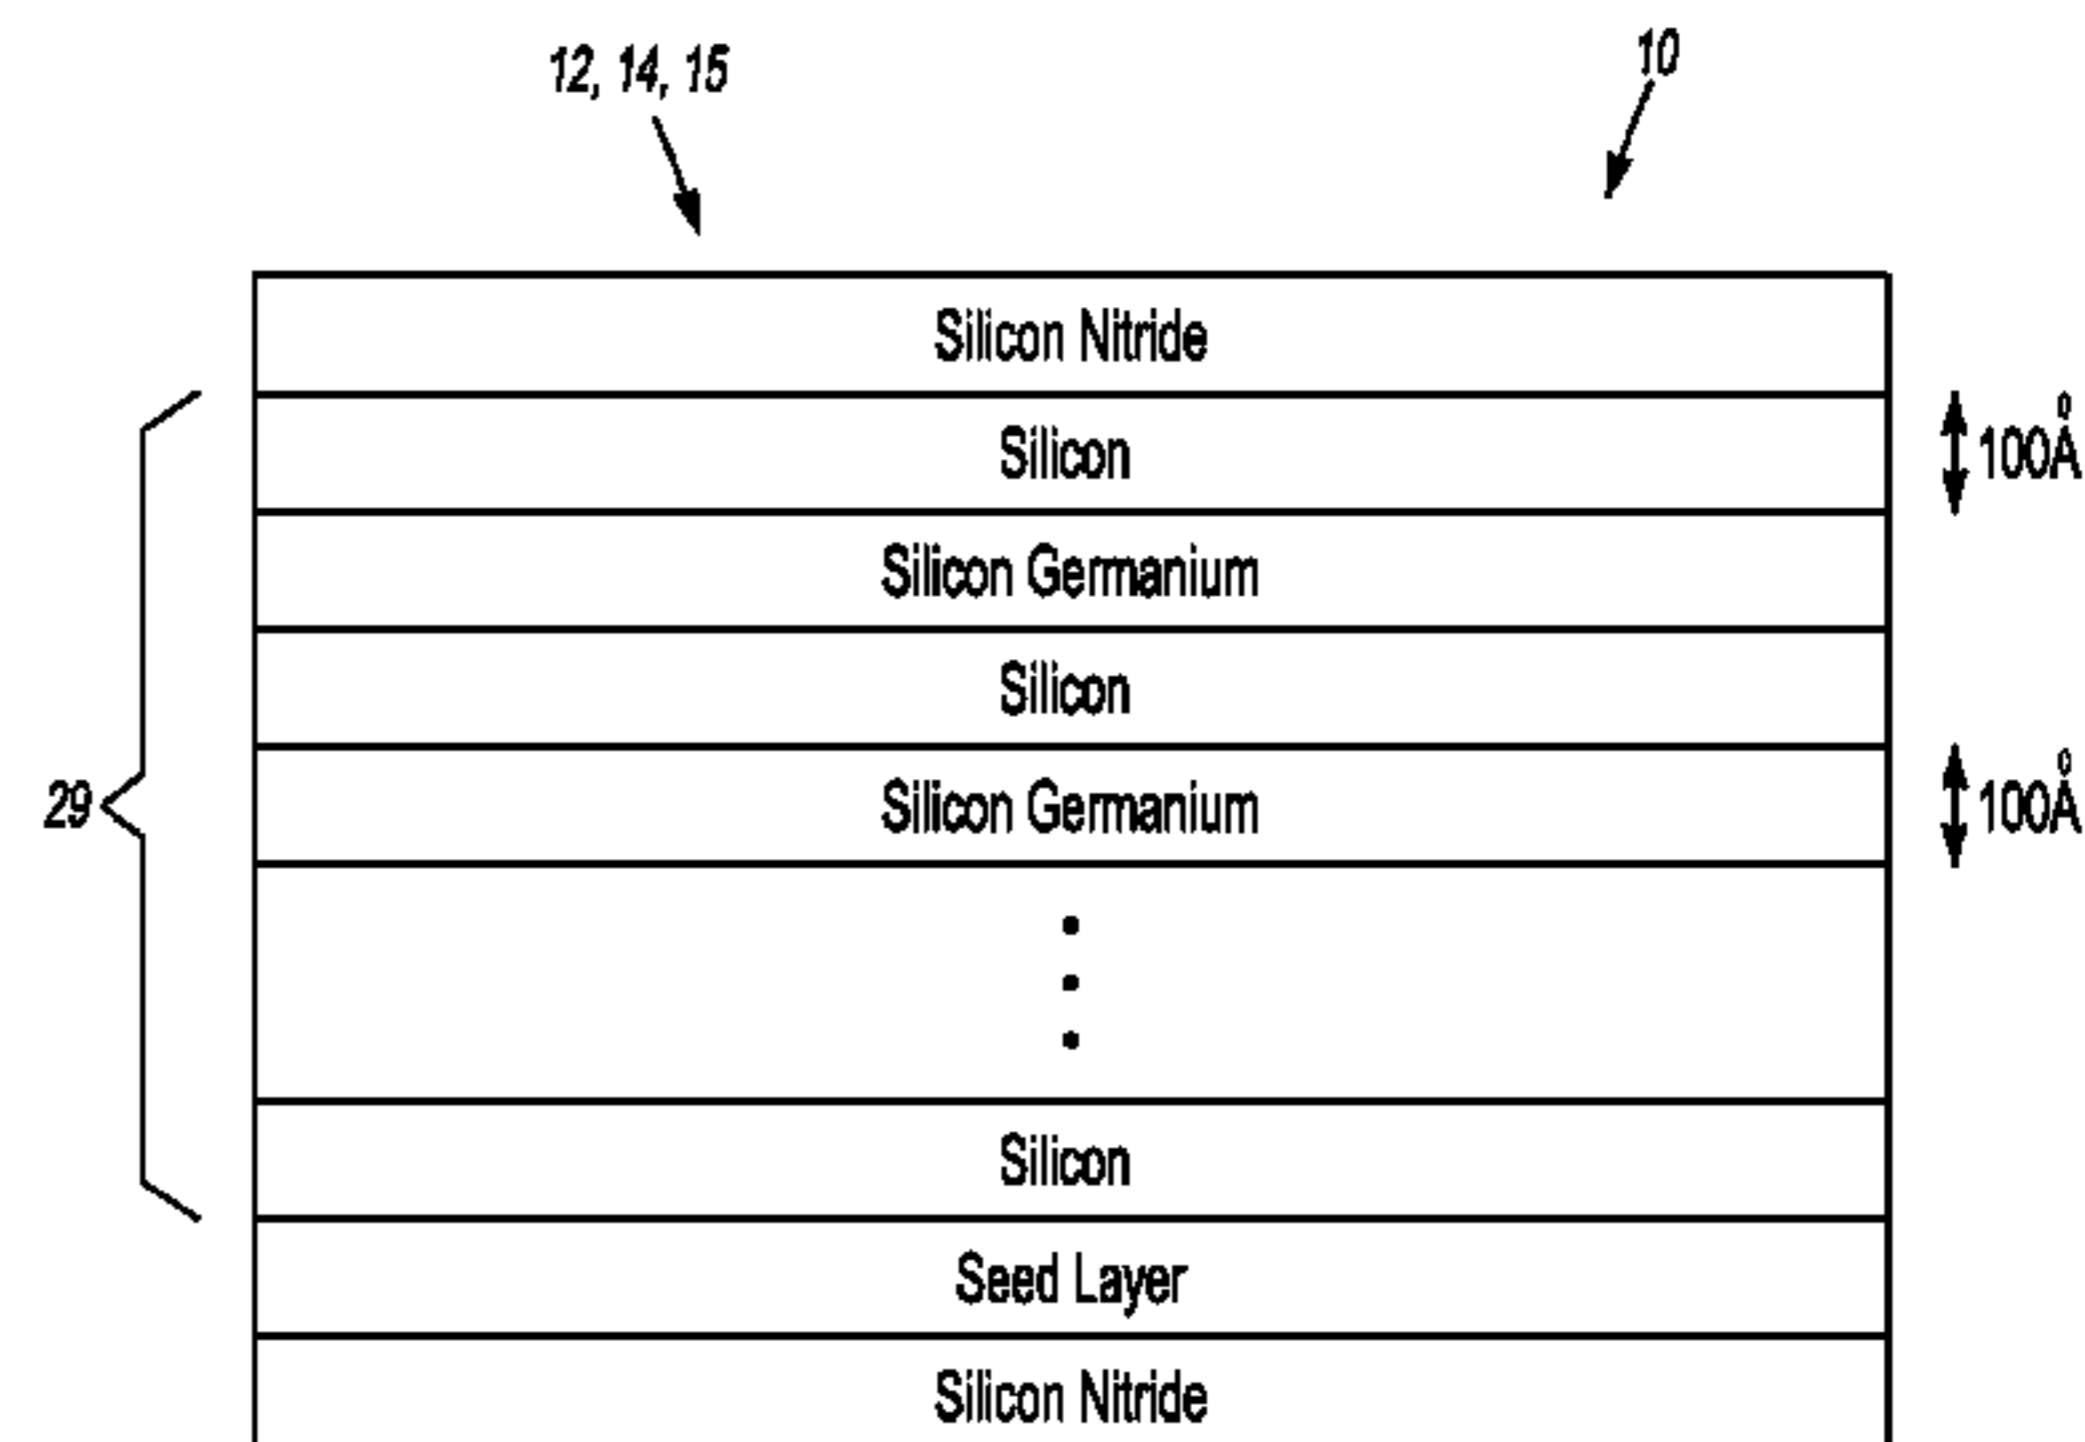 12, 14, 15
10
Silicon Nitride
Silicon
100Å
Silicon Germanium
Silicon
29
Silicon Germanium
100Å
Silicon
Seed Layer
Silicon Nitride